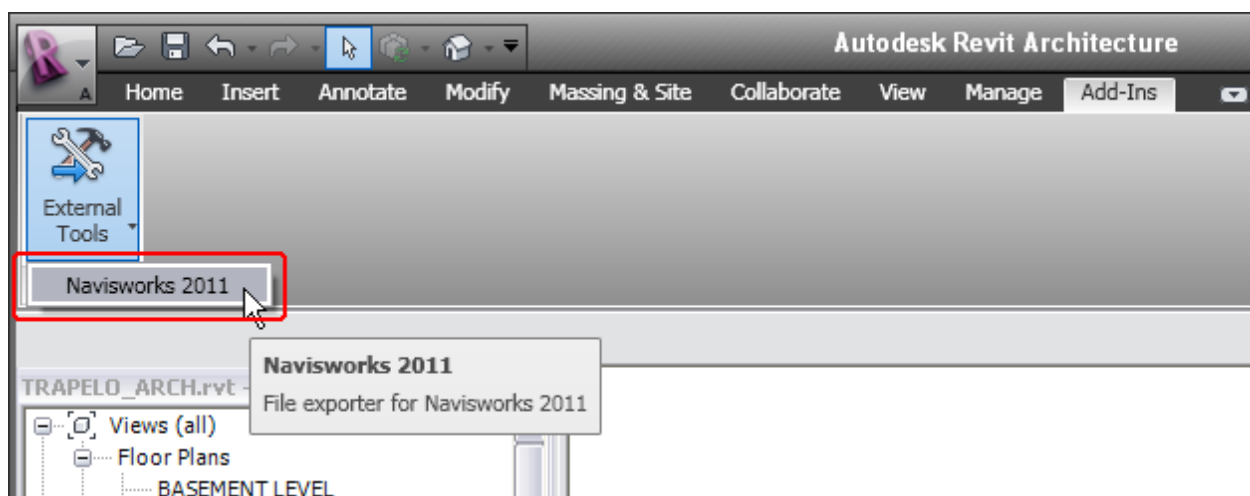 Autodesk Revit Architecture
A Home Insert Annotate Modify Massing & Site Collaborate View Manage Add-Ins
External
Tools
Navisworks 2011
Navisworks 2011
File exporter for Navisworks 2011
TRAPELO_ARCH.rvt -
Views (all)
Floor Plans
BASEMENT LEVEL